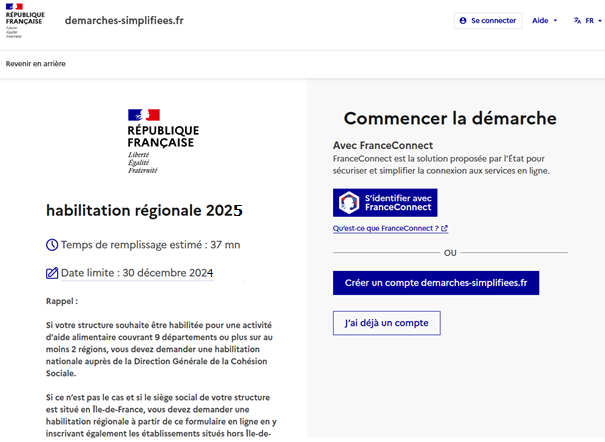 RÉPUBLIQUE
FRANÇAISE
Liberté
Égalité
Fraternité
demarches-simplifiees.fr
Se connecter
Aide
FR
Revenir en arrière
RÉPUBLIQUE
FRANÇAISE
Liberté
Égalité
Fraternité
habilitation régionale 2025
Temps de remplissage estimé : 37 mn
Date limite : 30 décembre 2024
Rappel :
Si votre structure souhaite être habilitée pour une activité
d'aide alimentaire couvrant 9 départements ou plus sur au
moins 2 régions, vous devez demander une habilitation
nationale auprès de la Direction Générale de la Cohésion
Sociale.
Si ce n’est pas le cas et si le siège social de votre structure
est situé en Île-de-France, vous devez demander une
habilitation régionale à partir de ce formulaire en ligne en y
inscrivant également les établissements situés hors Île-de-
Commencer la démarche
Avec FranceConnect
FranceConnect est la solution proposée par l’État pour
sécuriser et simplifier la connexion aux services en ligne.
S’identifier avec
FranceConnect
Qu’est-ce que FranceConnect ?
OU
Créer un compte demarches-simplifiees.fr
J’ai déjà un compte